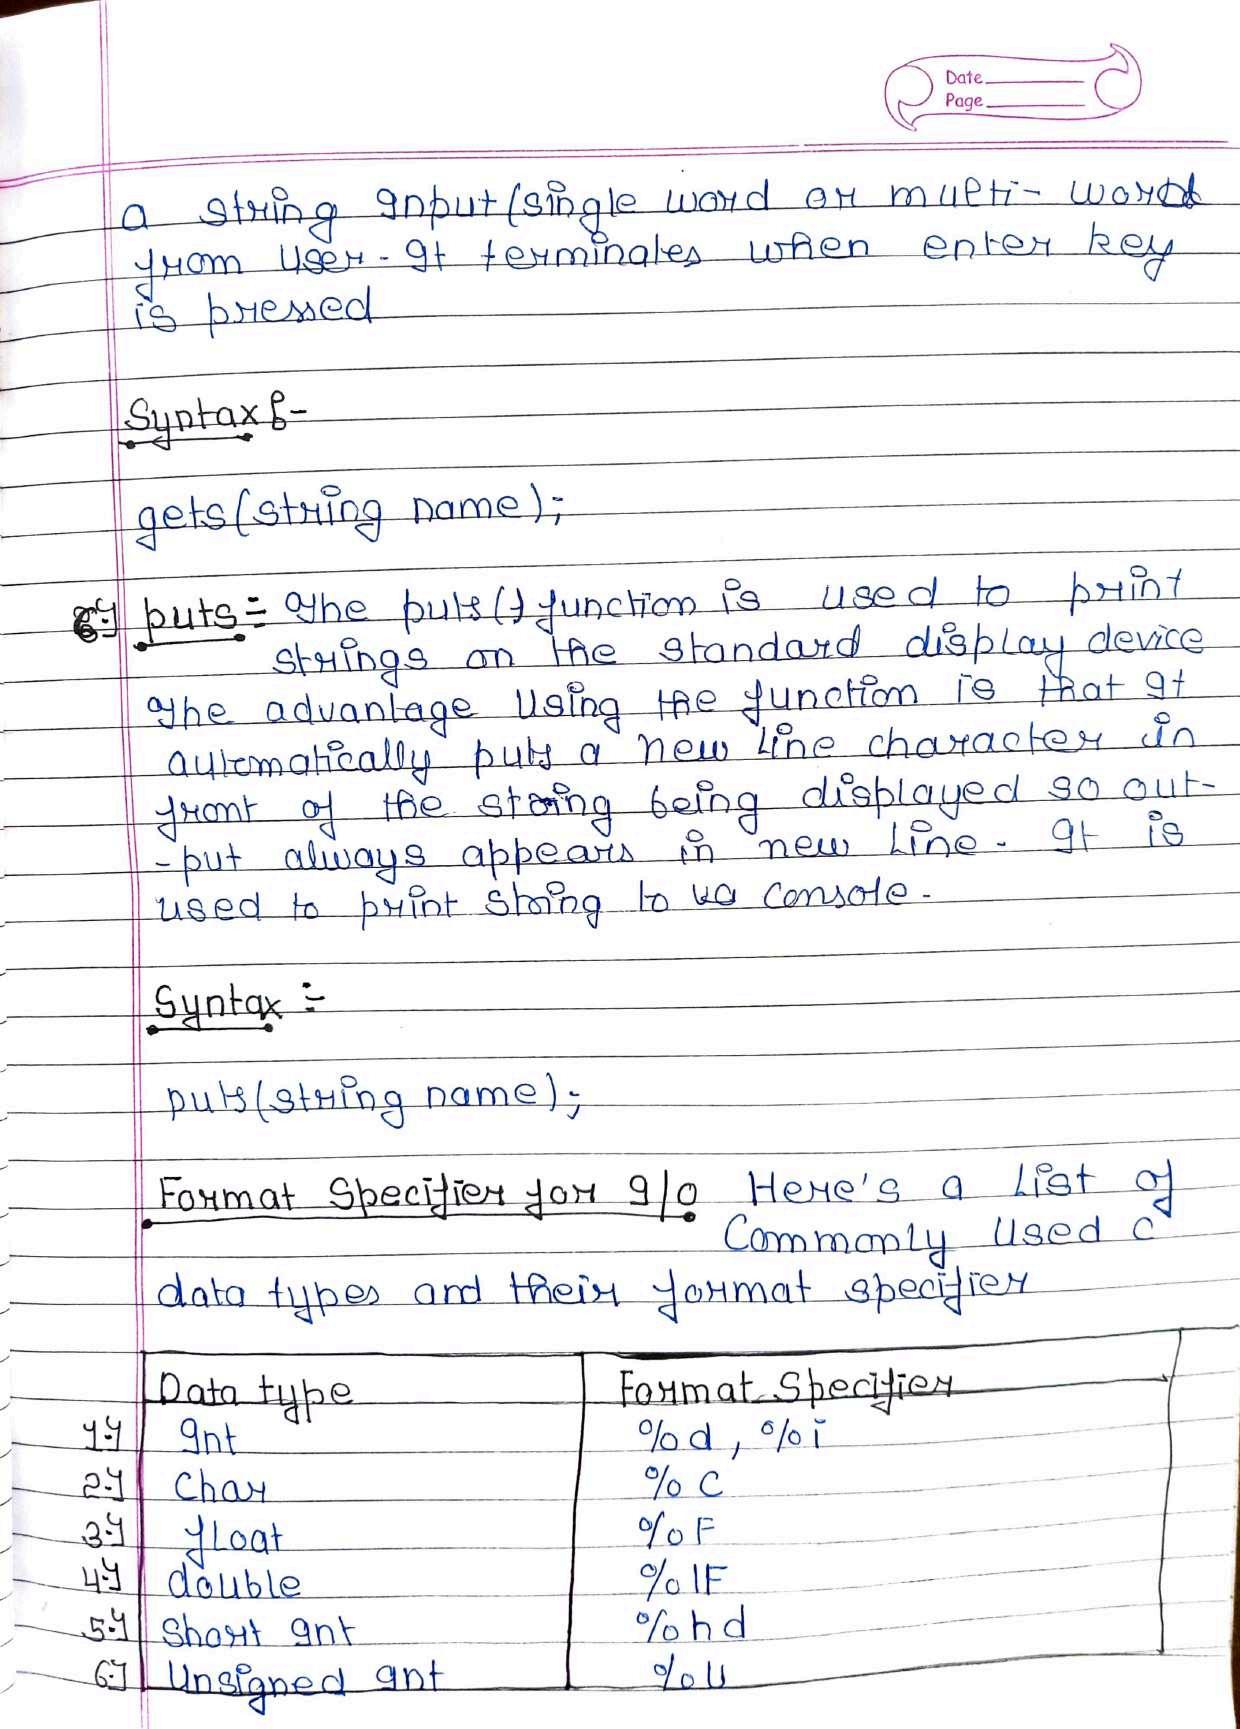 Date
Page
a string Input (single word or multi-word
from user. It terminates when enter key
is pressed
Syntax :-
gets(string name);
6.) puts:- The puts() function is used to print
strings on the standard display device
The advantage using the function is that It
automatically puts a new line character in
front of the string being displayed so out-
-put always appears in new line. It is
used to print string to console.
Syntax :-
puts(string name);
Format Specifier for I/O Here's a list of
Commonly used C
data types and their format specifier
Data type Format Specifier
1.) Int %d, %i
2.) Char %C
3.) float %F
4.) double %lF
5.) Short Int %hd
6.) Unsigned Int %U